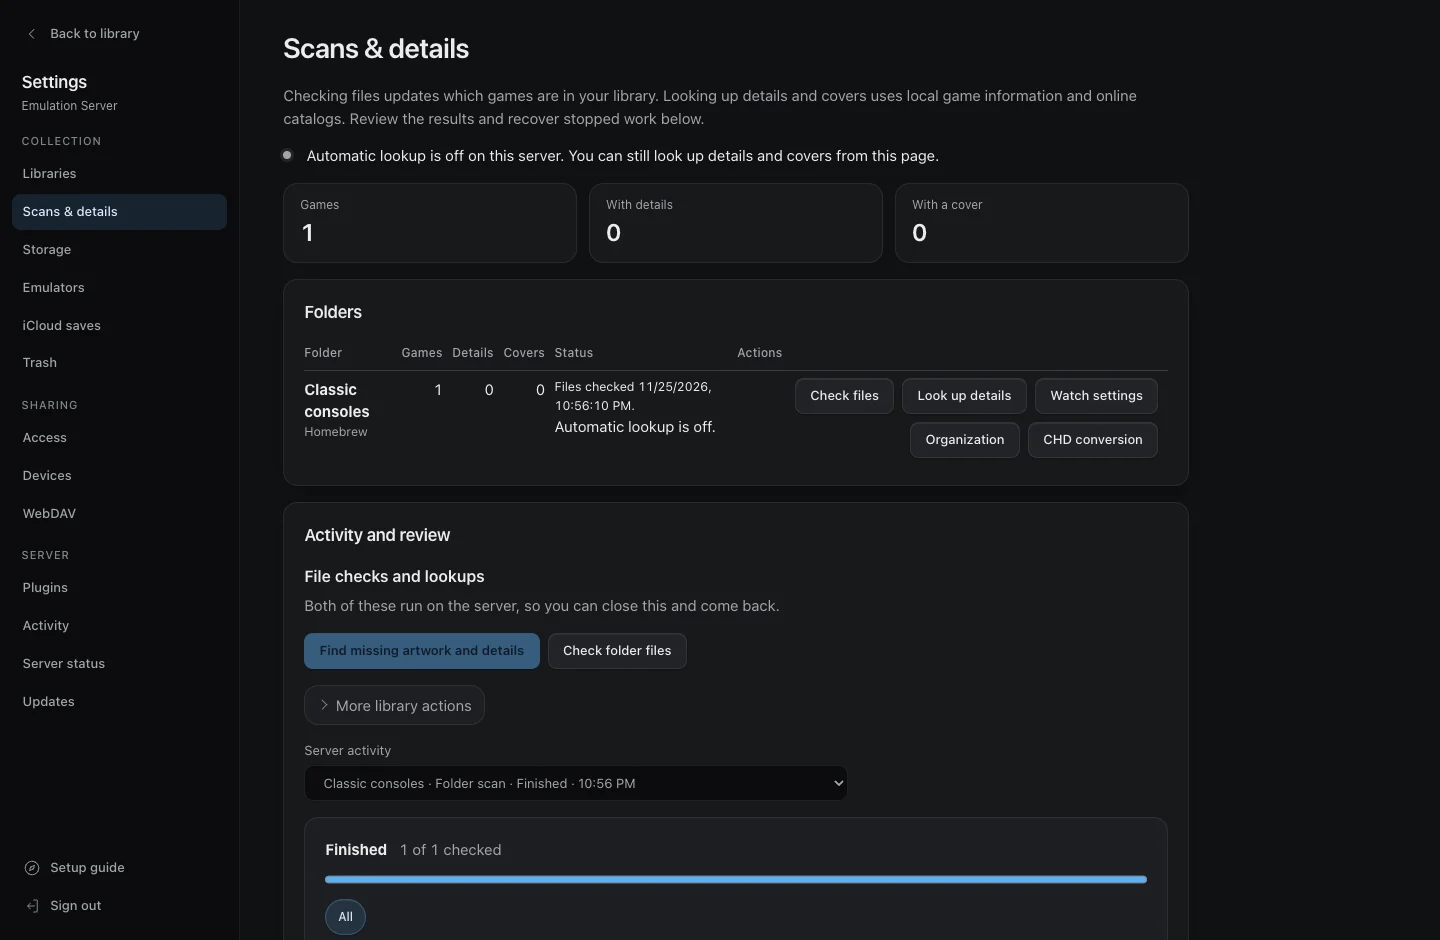 Back to library
Settings
Emulation Server
COLLECTION
Libraries
Scans & details
Storage
Emulators
iCloud saves
Trash
SHARING
Access
Devices
WebDAV
SERVER
Plugins
Activity
Server status
Updates
Setup guide
Sign out
Scans & details
Checking files updates which games are in your library. Looking up details and covers uses local game information and online
catalogs. Review the results and recover stopped work below.
Automatic lookup is off on this server. You can still look up details and covers from this page.
Games
1
With details
0
With a cover
0
Folders
Folder Games Details Covers Status Actions
Classic
consoles
Homebrew
1 0 0
Files checked 11/25/2026,
10:56:10 PM.
Automatic lookup is off.
Check files Look up details Watch settings
Organization CHD conversion
Activity and review
File checks and lookups
Both of these run on the server, so you can close this and come back.
Find missing artwork and details Check folder files
More library actions
Server activity
Classic consoles · Folder scan · Finished · 10:56 PM
Finished 1 of 1 checked
All